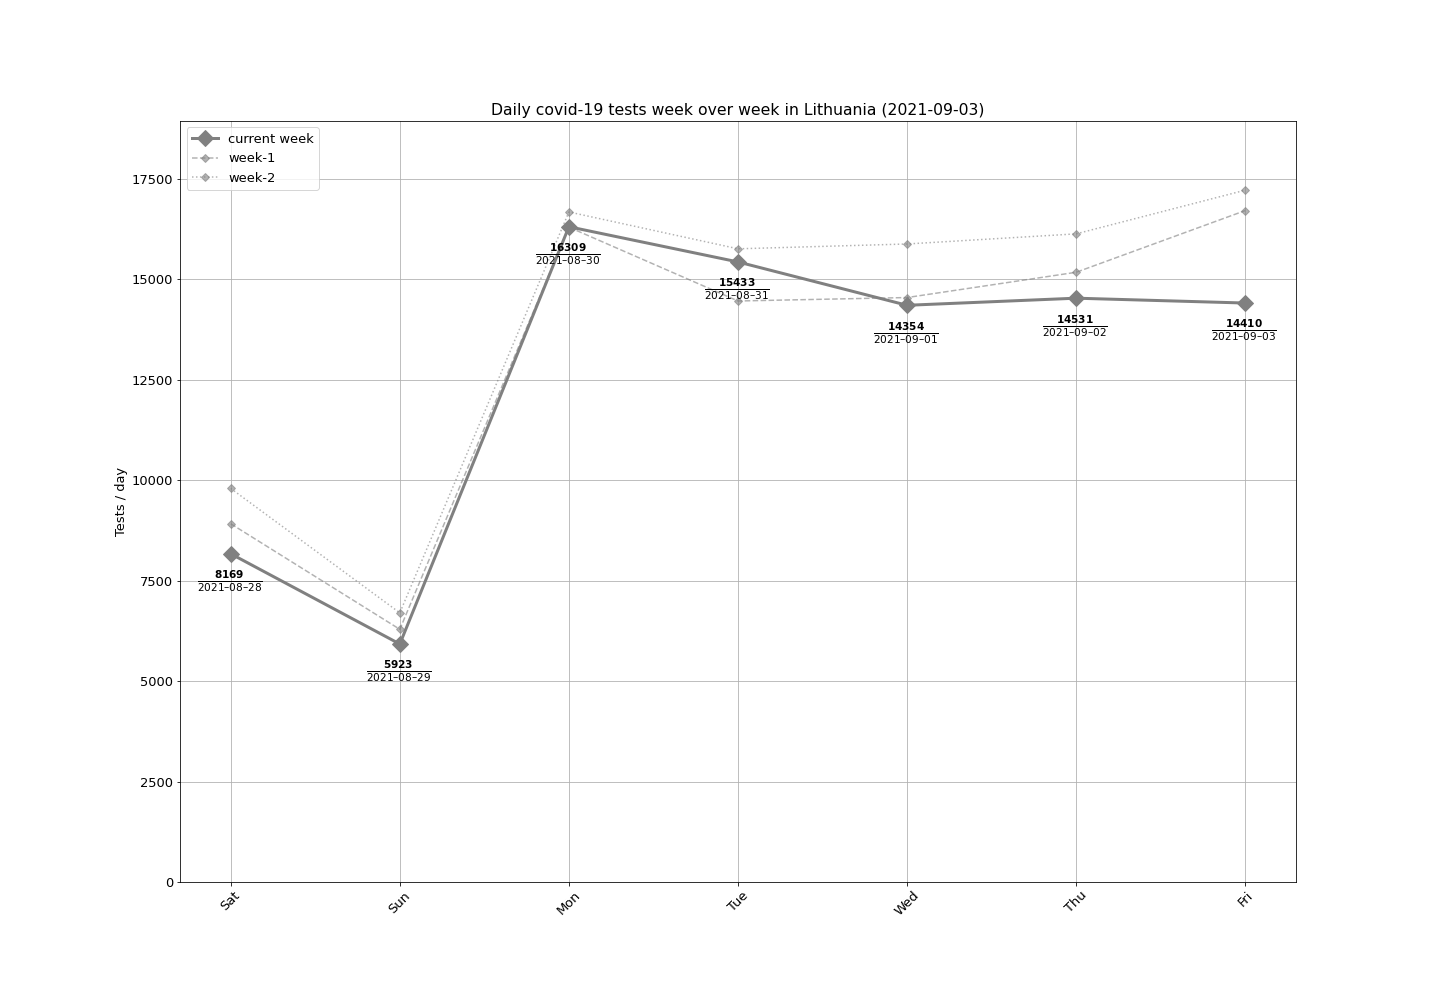 Daily covid-19 tests week over week in Lithuania (2021-09-03)
current week
week-1
week-2
17500
15000
12500
10000
7500
5000
2500
0
Tests / day
8169
2021–08–28
5923
2021–08–29
16309
2021–08–30
15433
2021–08–31
14354
2021–09–01
14531
2021–09–02
14410
2021–09–03
Sat
Sun
Mon
Tue
Wed
Thu
Fri